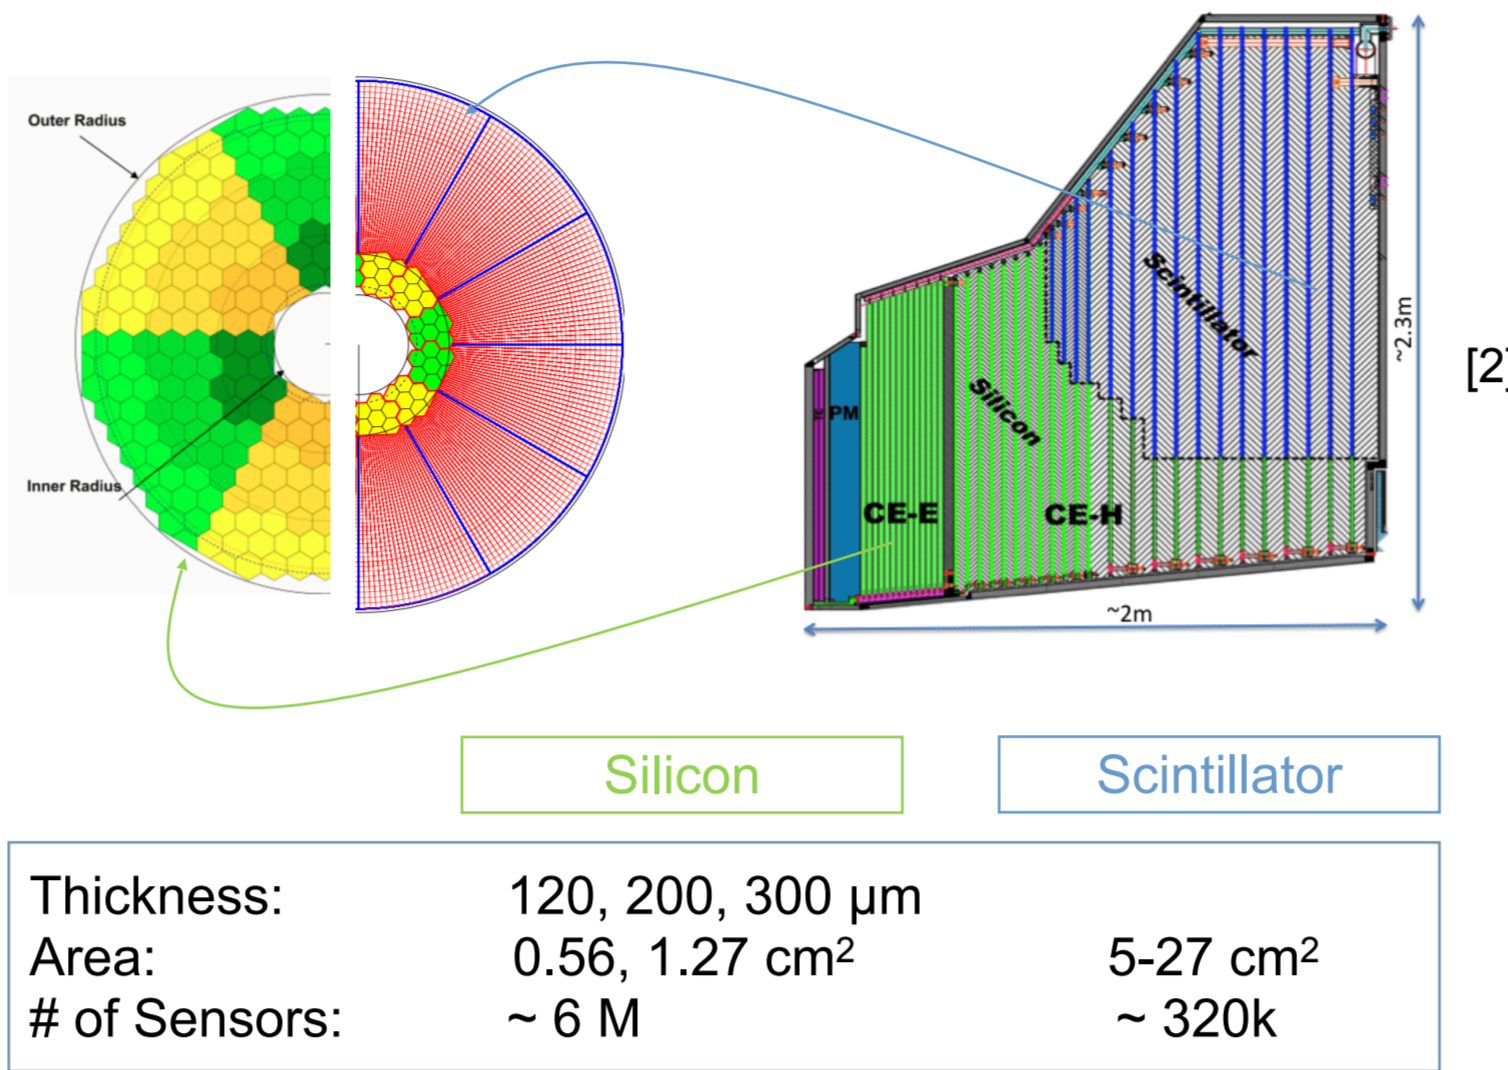 Outer Radius
Inner Radius
Scintillator
Silicon
PM
CE-E
CE-H
~2.3m
~2m
[2]
Silicon
Scintillator
Thickness: 120, 200, 300 µm
Area: 0.56, 1.27 cm² 5-27 cm²
# of Sensors: ~ 6 M ~ 320k